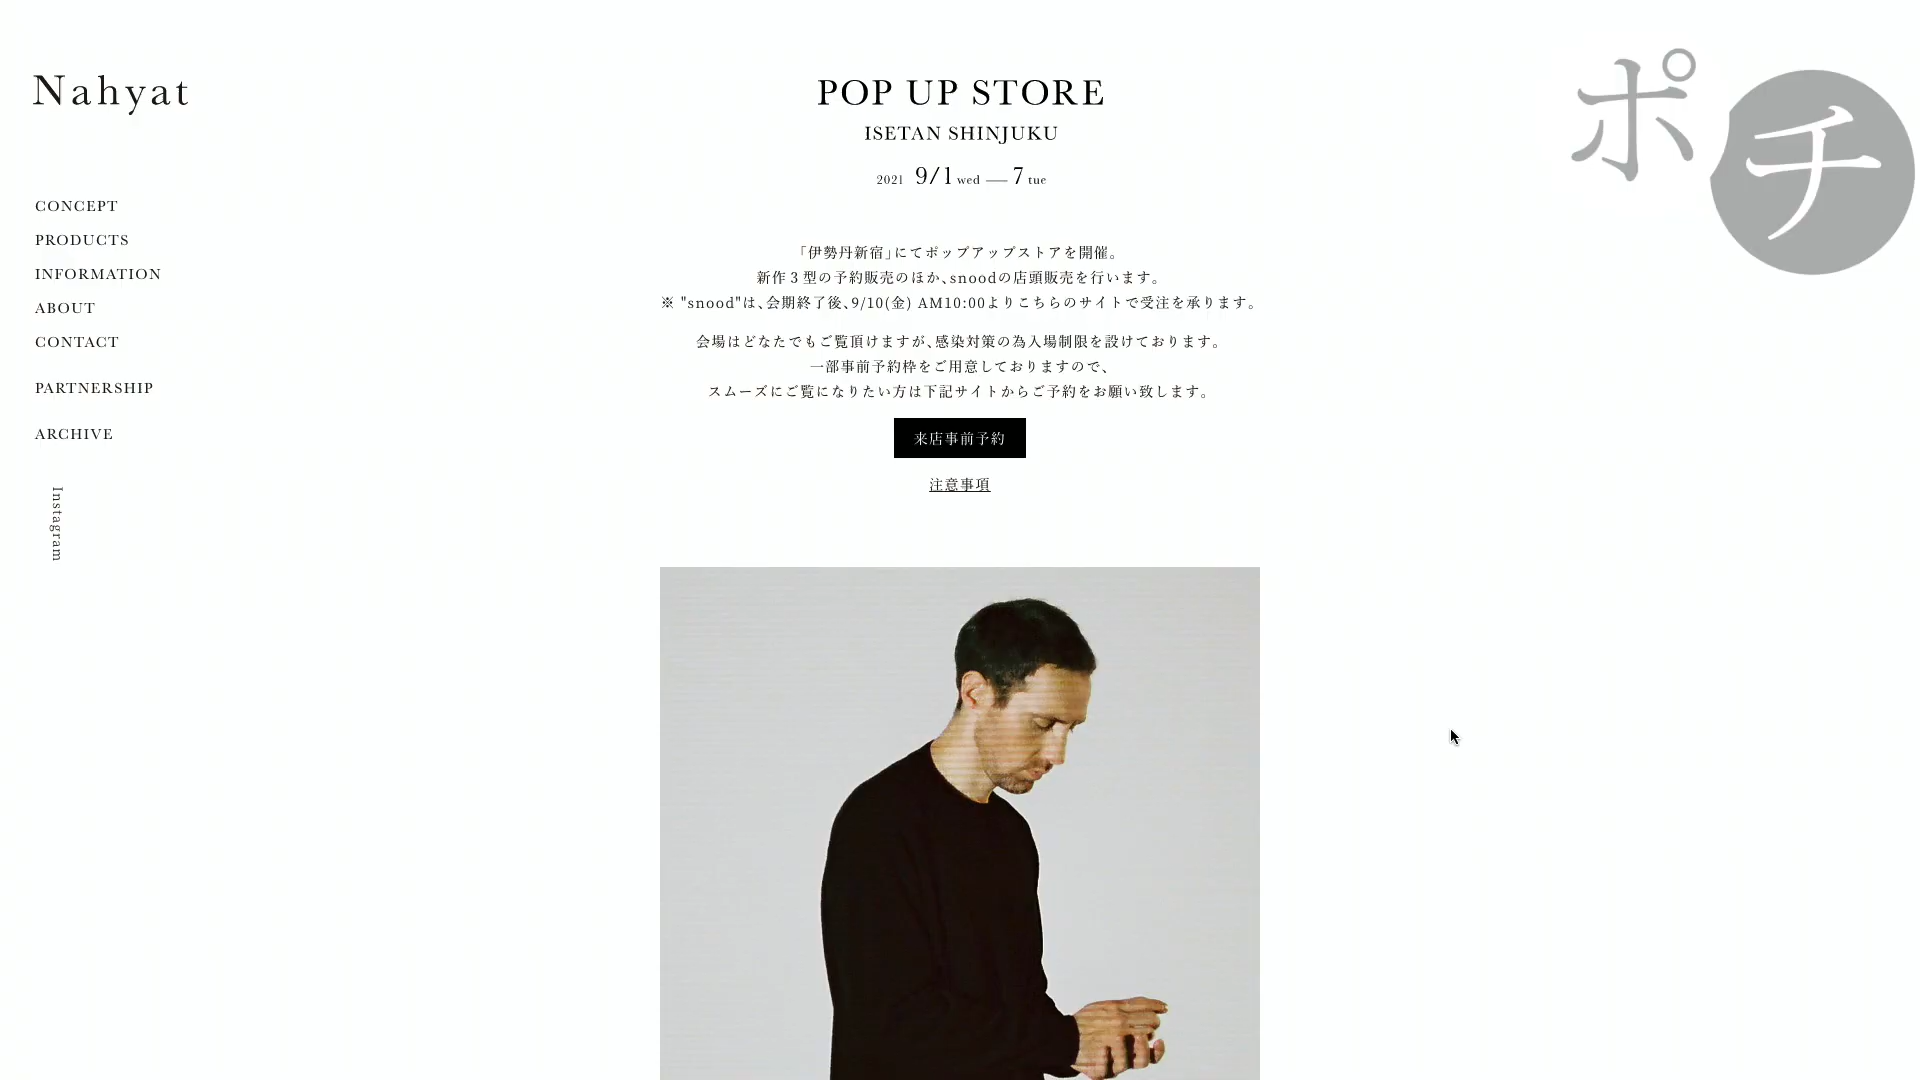 Nahyat
CONCEPT
PRODUCTS
INFORMATION
ABOUT
CONTACT
PARTNERSHIP
ARCHIVE
Instagram
POP UP STORE
ISETAN SHINJUKU
2021 9/1 wed — 7 tue
「伊勢丹新宿」にてポップアップストアを開催。
新作3型の予約販売のほか、snoodの店頭販売を行います。
※ "snood"は、会期終了後、9/10(金) AM10:00よりこちらのサイトで受注を承ります。
会場はどなたでもご覧頂けますが、感染対策の為入場制限を設けております。
一部事前予約枠をご用意しておりますので、
スムーズにご覧になりたい方は下記サイトからご予約をお願い致します。
来店事前予約
注意事項
ポチ